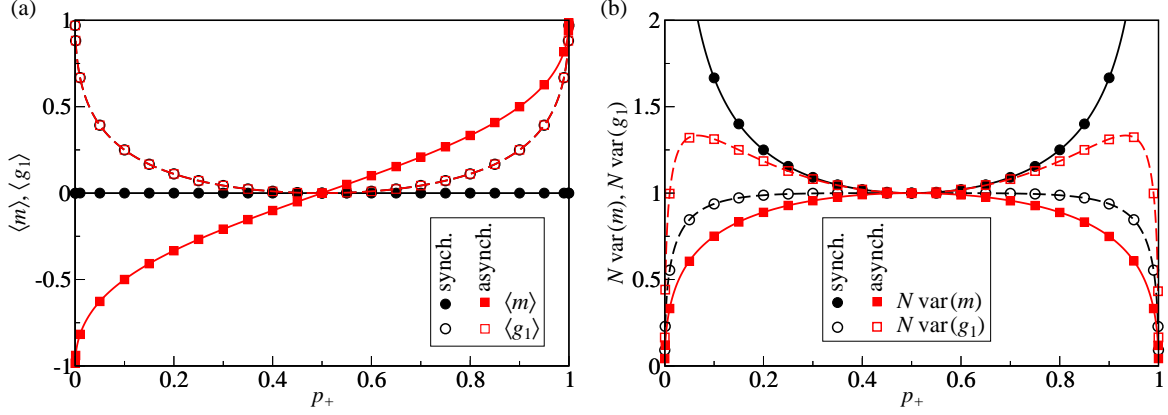 (a)
1
0.5
0
-0.5
-1
⟨m⟩, ⟨g₁⟩
0 0.2 0.4 0.6 0.8 1
p₊
synch.
asynch.
⟨m⟩
⟨g₁⟩
(b)
2
1.5
1
0.5
0
N var(m), N var(g₁)
0 0.2 0.4 0.6 0.8 1
p₊
synch.
asynch.
N var(m)
N var(g₁)